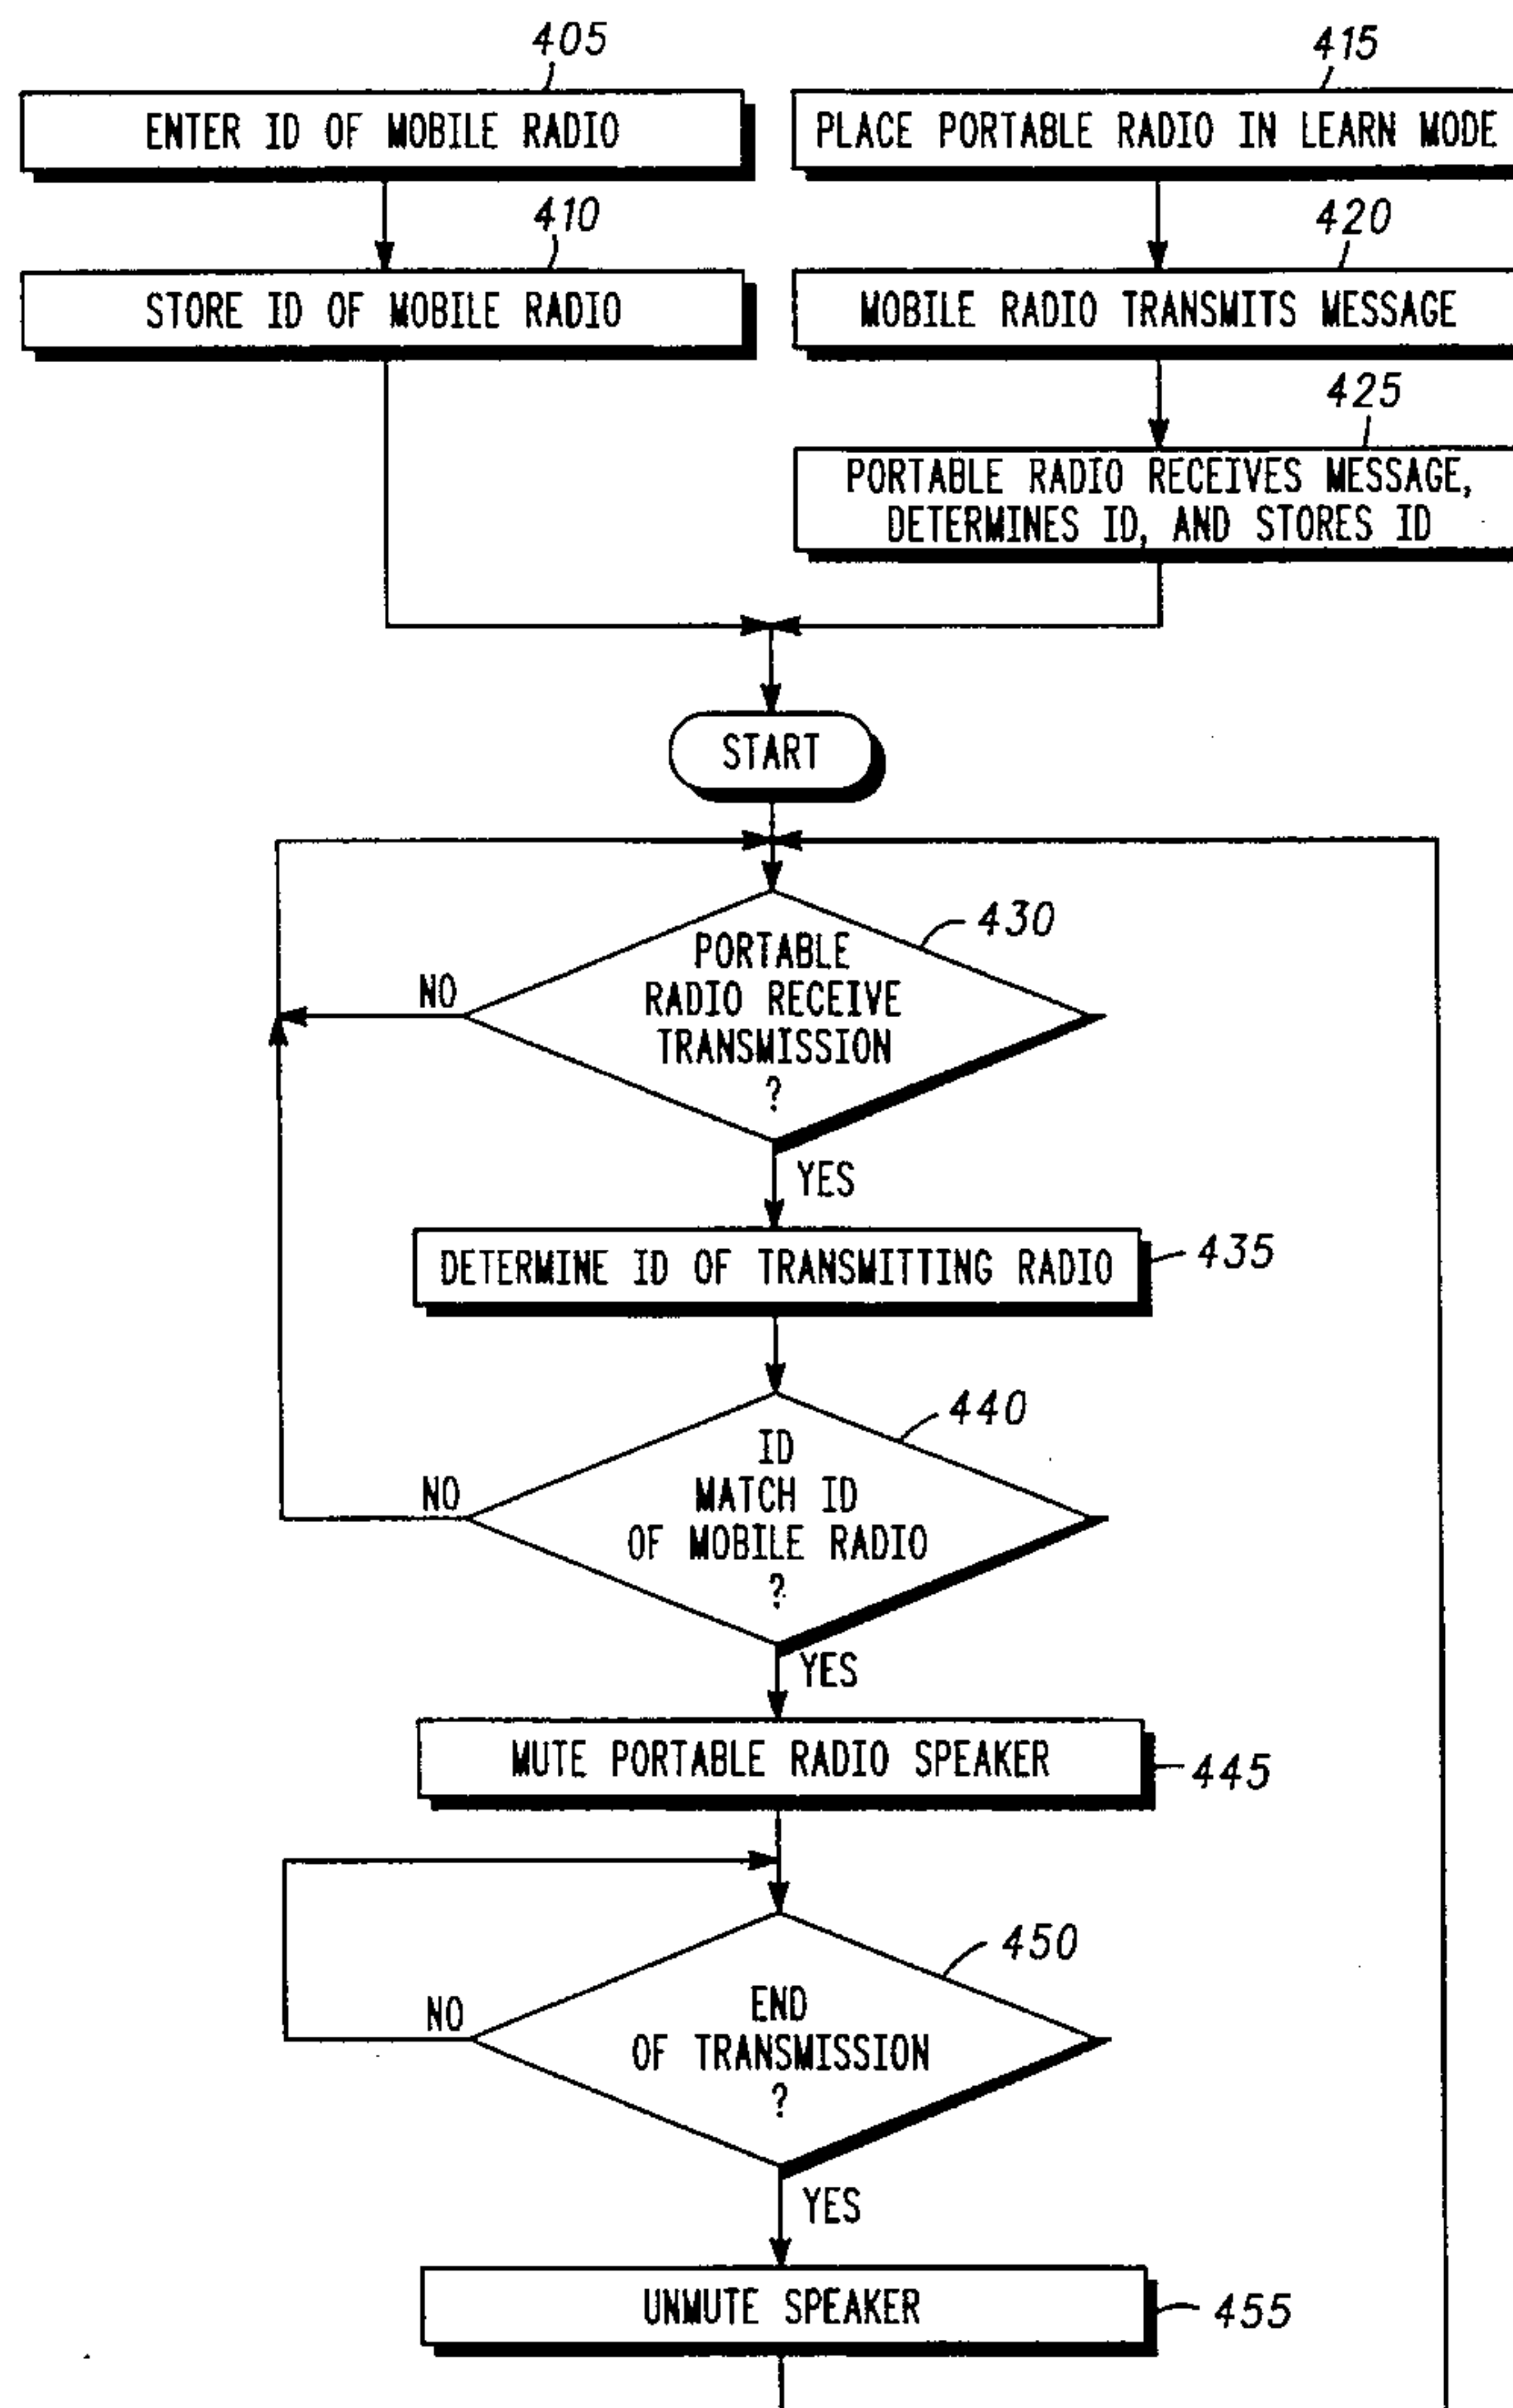 405
ENTER ID OF MOBILE RADIO
410
STORE ID OF MOBILE RADIO
415
PLACE PORTABLE RADIO IN LEARN MODE
420
MOBILE RADIO TRANSMITS MESSAGE
425
PORTABLE RADIO RECEIVES MESSAGE,
DETERMINES ID, AND STORES ID
START
430
PORTABLE
RADIO RECEIVE
TRANSMISSION
?
NO
YES
DETERMINE ID OF TRANSMITTING RADIO
435
440
ID
MATCH ID
OF MOBILE RADIO
?
NO
YES
MUTE PORTABLE RADIO SPEAKER
445
450
END
OF TRANSMISSION
?
NO
YES
UNMUTE SPEAKER
455